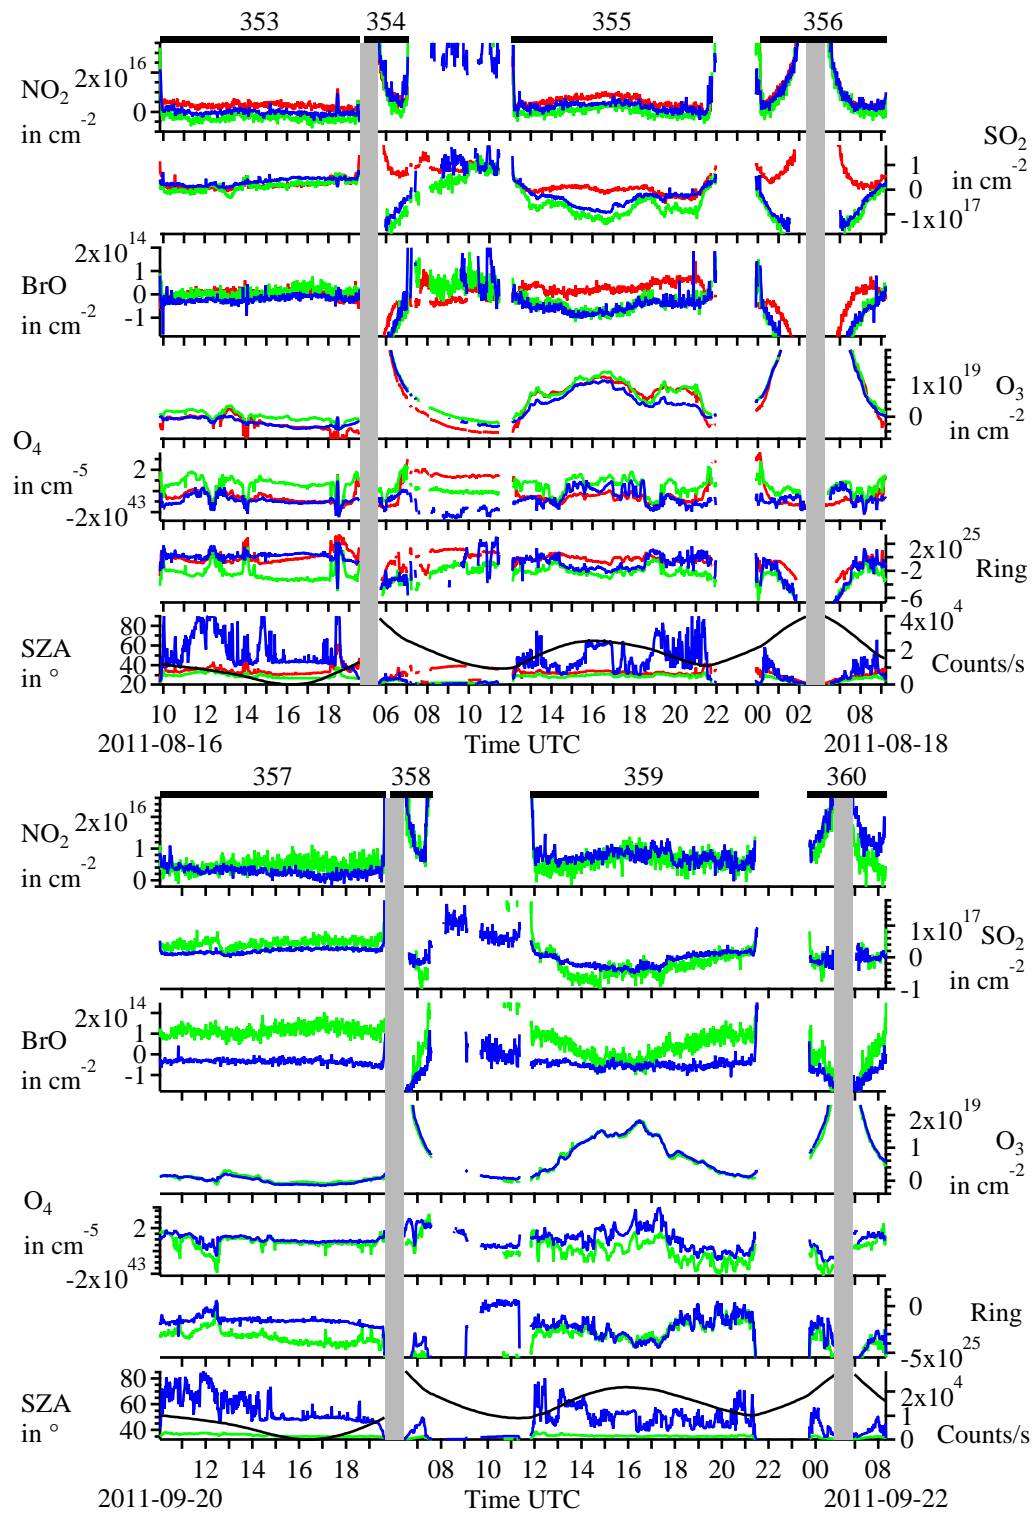 353 354 355 356
NO2 in cm-2
2x10^16
0
SO2 in cm-2
1
0
-1x10^17
BrO in cm-2
2x10^14
1
0
-1
1x10^19
0
O3 in cm-2
O4 in cm-5
2
-2x10^43
2x10^25
-2
-6
Ring
SZA in °
80
60
40
20
4x10^4
2
0
Counts/s
10 12 14 16 18 06 08 10 12 14 16 18 20 22 00 02 08
2011-08-16 Time UTC 2011-08-18
357 358 359 360
NO2 in cm-2
2x10^16
1
0
1x10^17
0
-1
SO2 in cm-2
BrO in cm-2
2x10^14
1
0
-1
2x10^19
1
0
O3 in cm-2
O4 in cm-5
2
-2x10^43
0
-5x10^25
Ring
SZA in °
80
60
40
2x10^4
1
0
Counts/s
12 14 16 18 08 10 12 14 16 18 20 22 00 08
2011-09-20 Time UTC 2011-09-22